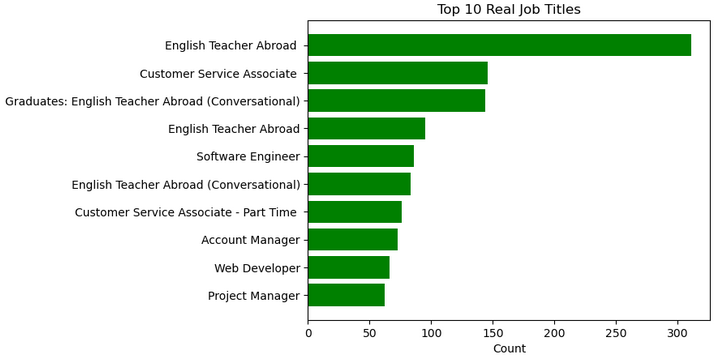 Top 10 Real Job Titles
English Teacher Abroad
Customer Service Associate
Graduates: English Teacher Abroad (Conversational)
English Teacher Abroad
Software Engineer
English Teacher Abroad (Conversational)
Customer Service Associate - Part Time
Account Manager
Web Developer
Project Manager
0 50 100 150 200 250 300
Count